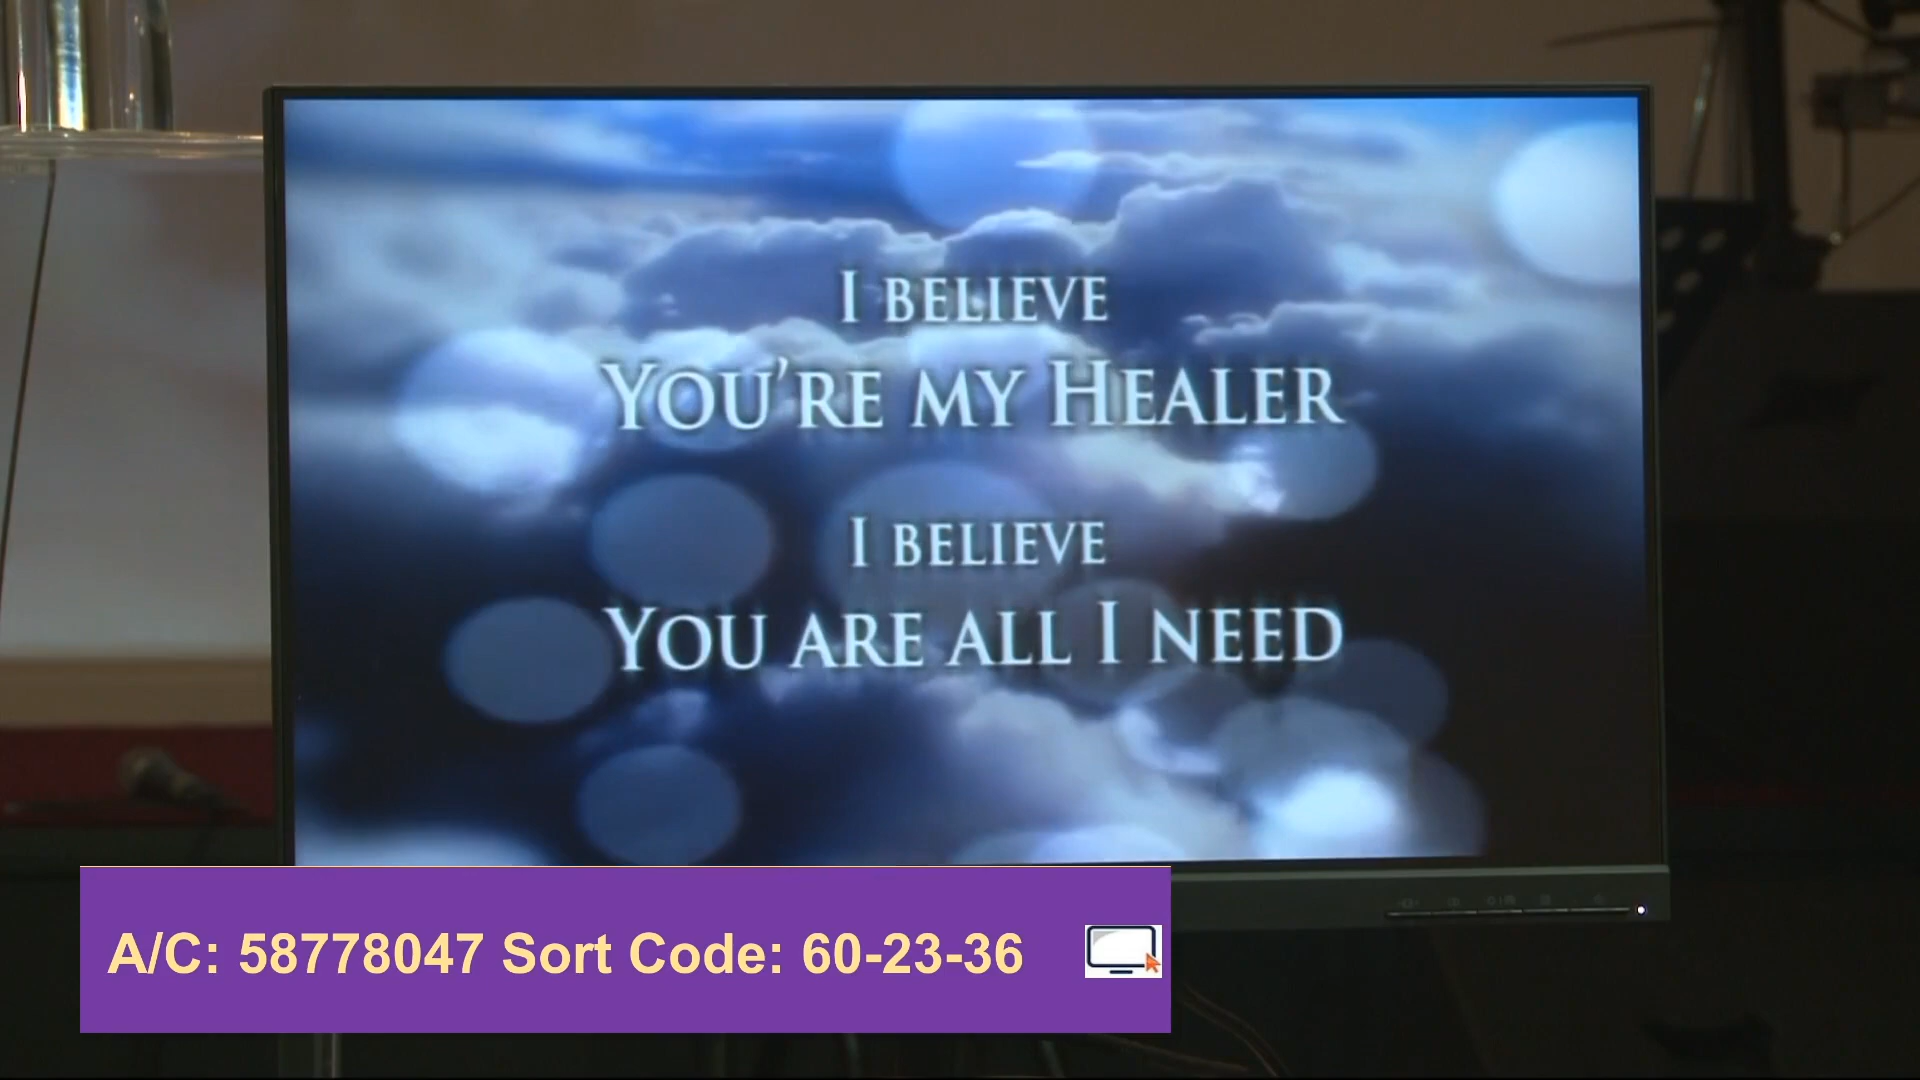 I BELIEVE
YOU'RE MY HEALER
I BELIEVE
YOU ARE ALL I NEED
A/C: 58778047 Sort Code: 60-23-36